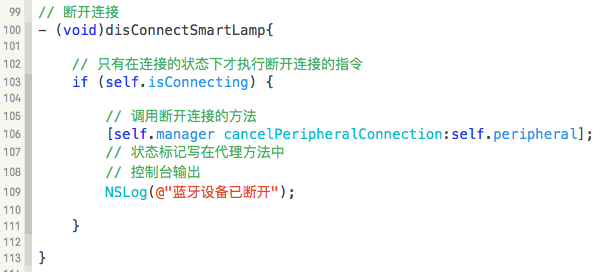 99 // 断开连接
100 - (void)disConnectSmartLamp{
101
102 // 只有在连接的状态下才执行断开连接的指令
103 if (self.isConnecting) {
104
105 // 调用断开连接的方法
106 [self.manager cancelPeripheralConnection:self.peripheral];
107 // 状态标记写在代理方法中
108 // 控制台输出
109 NSLog(@"蓝牙设备已断开");
110
111 }
112
113 }